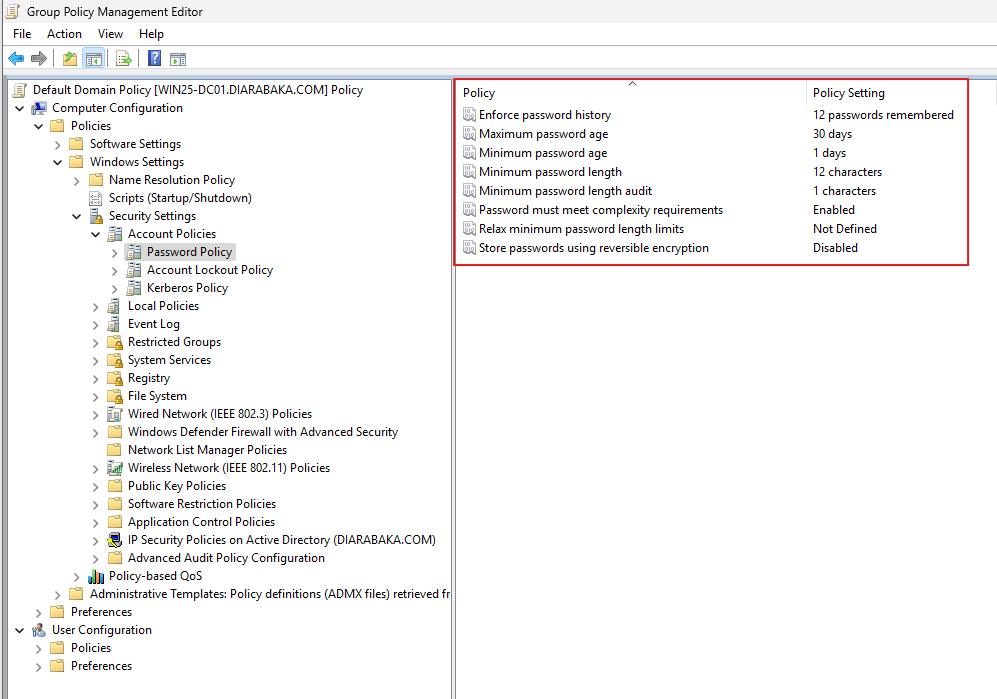 Group Policy Management Editor
File Action View Help
Default Domain Policy [WIN25-DC01.DIARABAKA.COM] Policy
Computer Configuration
Policies
Software Settings
Windows Settings
Name Resolution Policy
Scripts (Startup/Shutdown)
Security Settings
Account Policies
Password Policy
Account Lockout Policy
Kerberos Policy
Local Policies
Event Log
Restricted Groups
System Services
Registry
File System
Wired Network (IEEE 802.3) Policies
Windows Defender Firewall with Advanced Security
Network List Manager Policies
Wireless Network (IEEE 802.11) Policies
Public Key Policies
Software Restriction Policies
Application Control Policies
IP Security Policies on Active Directory (DIARABAKA.COM)
Advanced Audit Policy Configuration
Policy-based QoS
Administrative Templates: Policy definitions (ADMX files) retrieved fr
Preferences
User Configuration
Policies
Preferences
Policy Policy Setting
Enforce password history 12 passwords remembered
Maximum password age 30 days
Minimum password age 1 days
Minimum password length 12 characters
Minimum password length audit 1 characters
Password must meet complexity requirements Enabled
Relax minimum password length limits Not Defined
Store passwords using reversible encryption Disabled